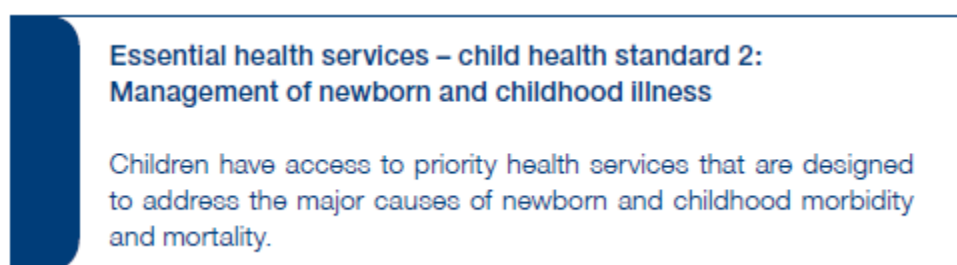 Essential health services – child health standard 2:
Management of newborn and childhood illness
Children have access to priority health services that are designed
to address the major causes of newborn and childhood morbidity
and mortality.